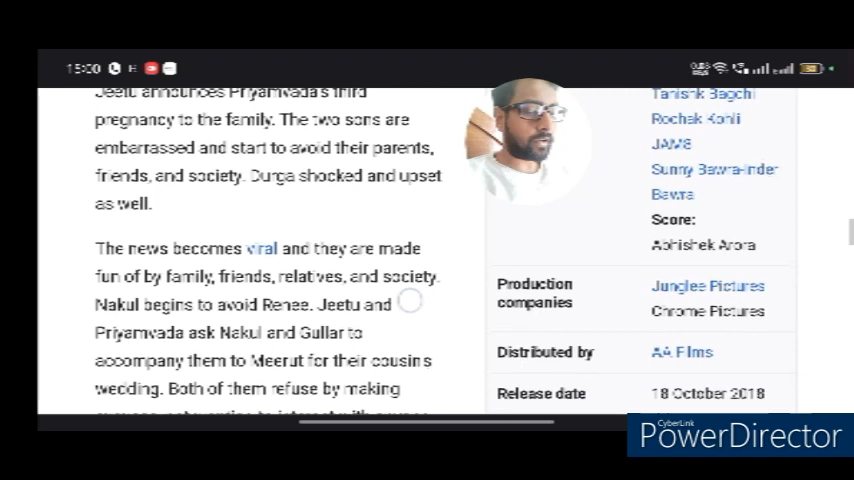 15:00
Jeetu announces Priyamvada's third
pregnancy to the family. The two sons are
embarrassed and start to avoid their parents,
friends, and society. Durga shocked and upset
as well.
The news becomes viral and they are made
fun of by family, friends, relatives, and society.
Nakul begins to avoid Renee. Jeetu and
Priyamvada ask Nakul and Gullar to
accompany them to Meerut for their cousin's
wedding. Both of them refuse by making
Tanishk Bagchi
Rochak Kohli
JAM8
Sunny Bawra-Inder
Bawra
Score:
Abhishek Arora
Production
companies
Junglee Pictures
Chrome Pictures
Distributed by
AA Films
Release date
18 October 2018
CyberLink
PowerDirector